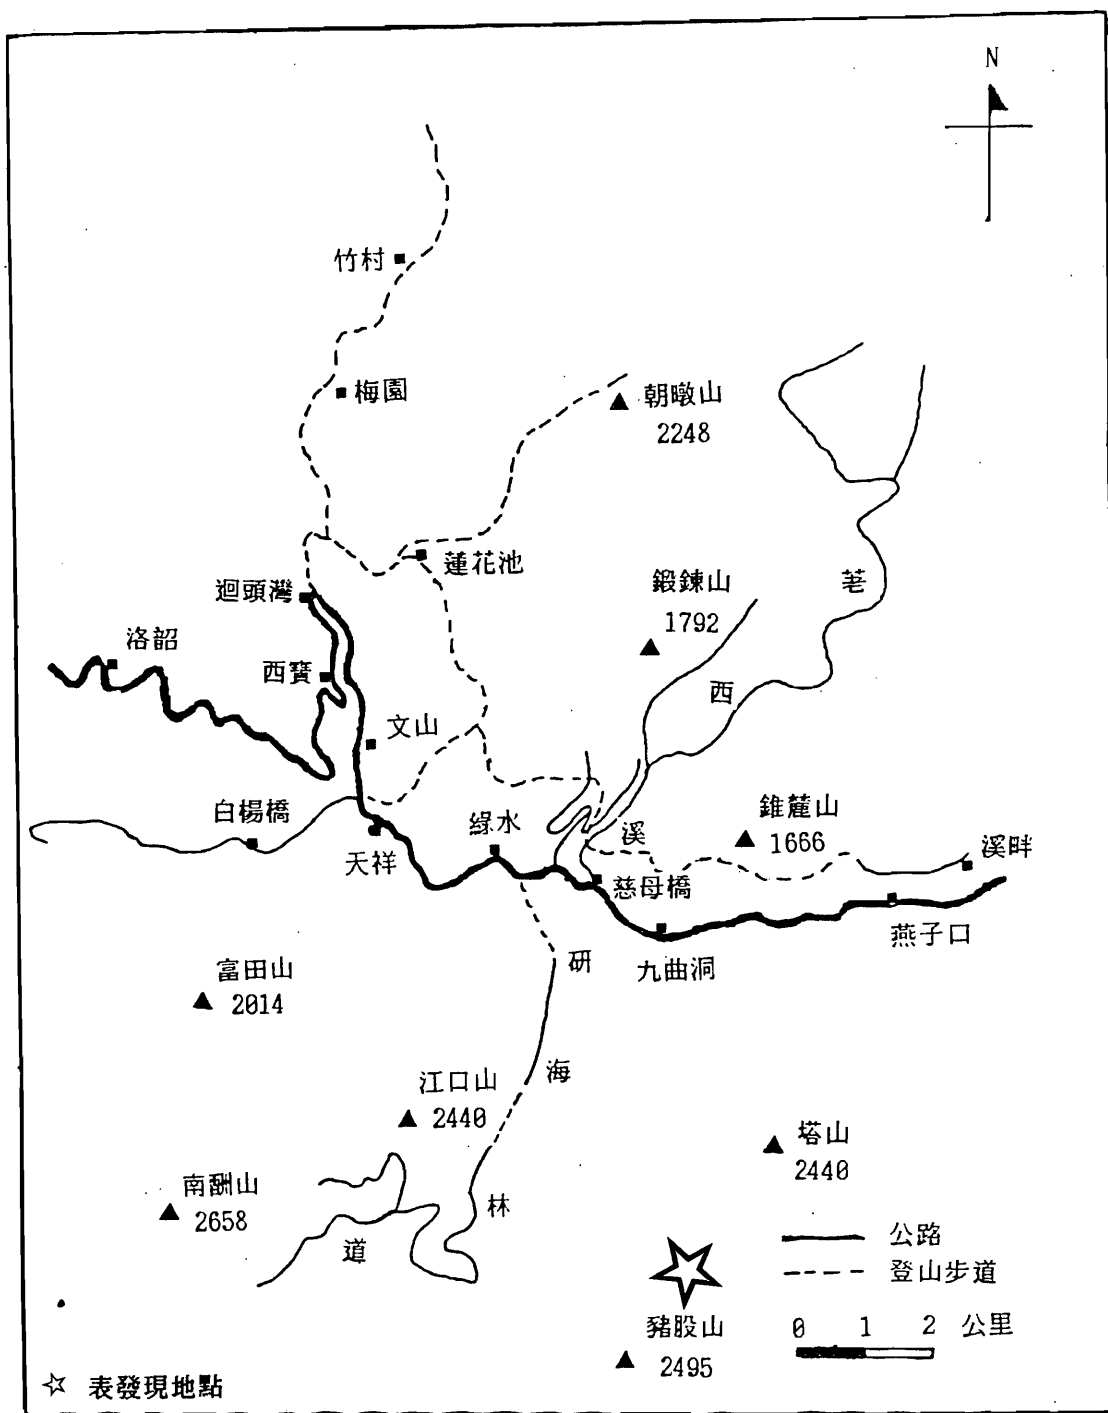 N
竹村
梅園
朝暾山
2248
蓮花池
迴頭灣
鍛鍊山
1792
荖
洛韶
西寶
西
文山
白楊橋
綠水
溪
錐麓山
1666
溪畔
天祥
慈母橋
燕子口
九曲洞
研
富田山
2014
海
江口山
2440
塔山
2440
南酬山
2658
林
道
公路
登山步道
豬股山
2495
0 1 2 公里
☆ 表發現地點